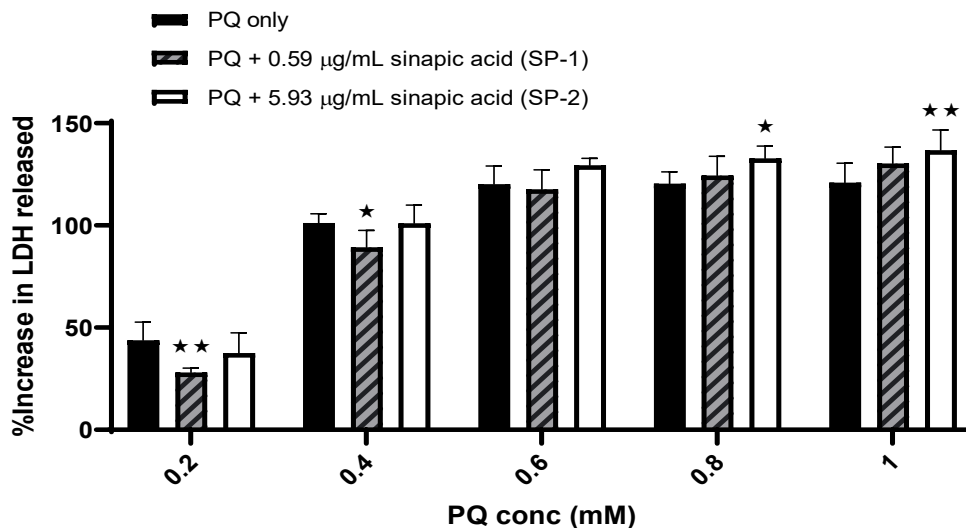 PQ only
PQ + 0.59 μg/mL sinapic acid (SP-1)
PQ + 5.93 μg/mL sinapic acid (SP-2)
%Increase in LDH released
150
100
50
0
★★
★
★
★★
0.2
0.4
0.6
0.8
1
PQ conc (mM)